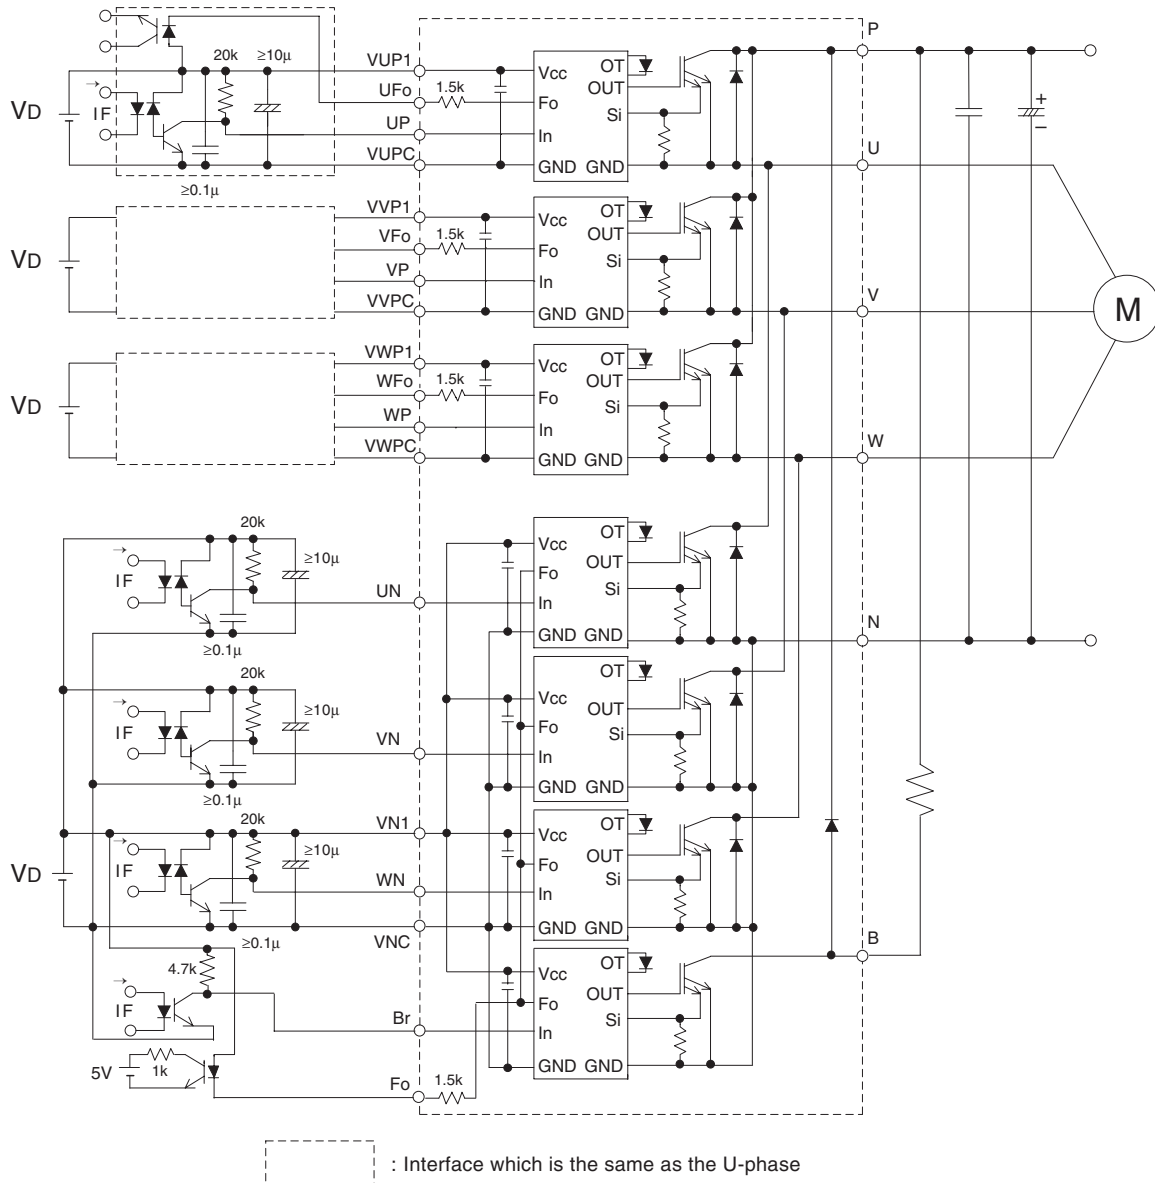 20k ≥10μ VUP1 P
VD IF UFo 1.5k Vcc OT
Fo OUT
UP Si
In
VUPC GND GND U
≥0.1μ
VVP1 Vcc OT
VFo 1.5k OUT
VD Fo Si
VP In
VVPC GND GND V
M
VWP1 Vcc OT
WFo 1.5k OUT
VD Fo Si
WP In
VWPC GND GND W
+
–
20k
≥10μ Vcc OT
IF OUT
Fo Si
UN In
GND GND N
≥0.1μ
20k
≥10μ Vcc OT
IF OUT
Fo Si
VN In
GND GND
≥0.1μ
20k VN1 Vcc OT
≥10μ
VD IF OUT
Fo Si
WN In
VNC GND GND B
≥0.1μ
4.7k Vcc OT
IF OUT
Fo Si
Br In
5V 1k GND GND
Fo 1.5k
: Interface which is the same as the U-phase